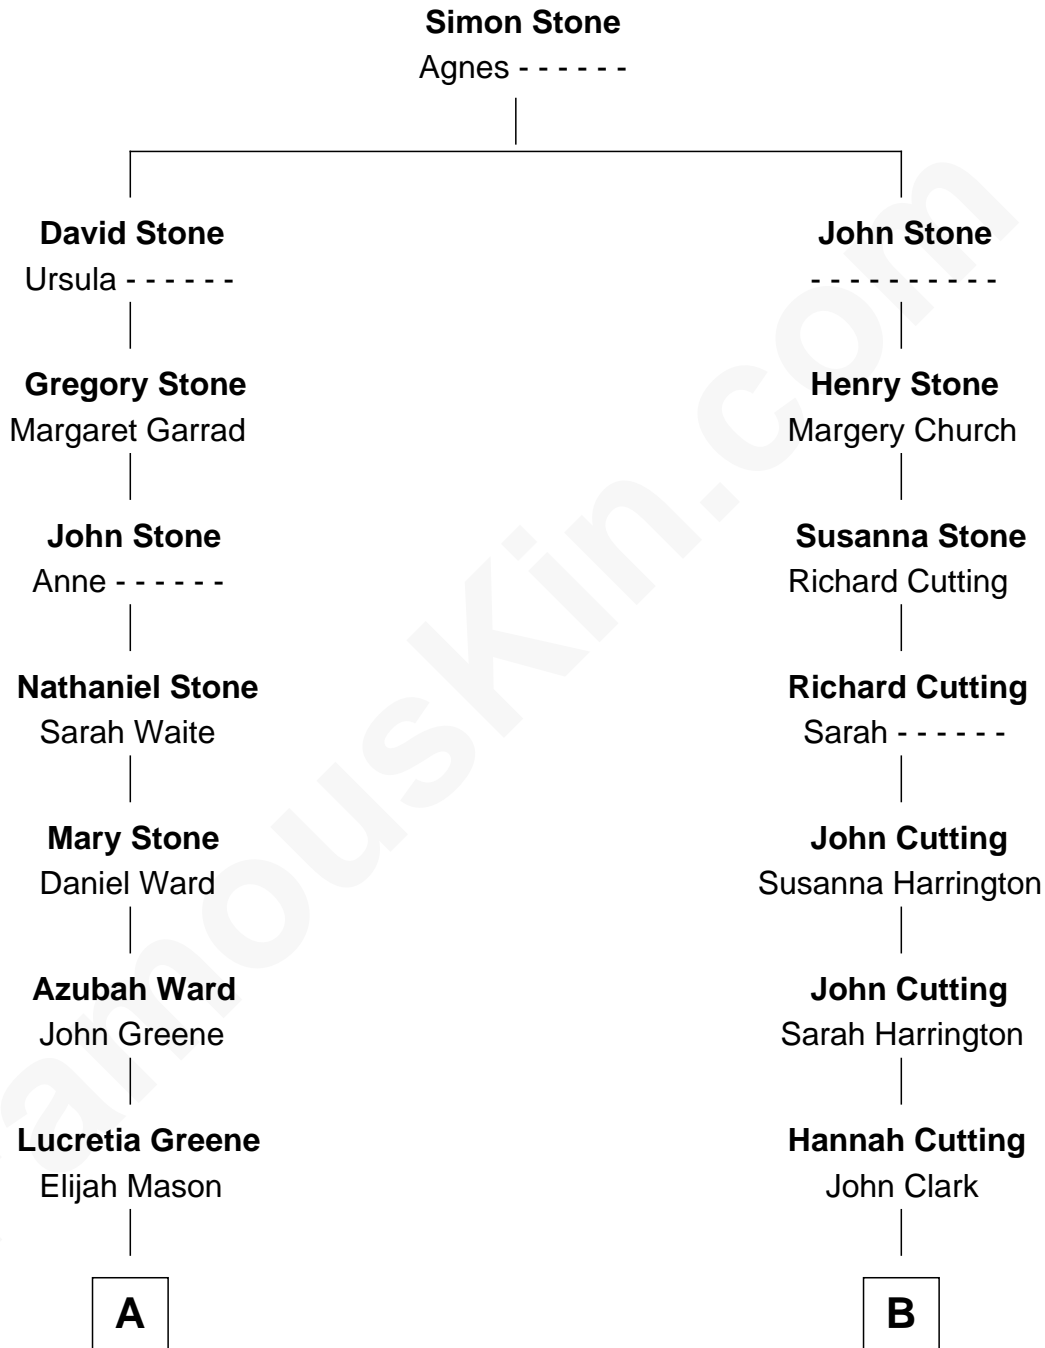 Simon Stone
Agnes - - - - - -
David Stone
Ursula - - - - - -
John Stone
- - - - - - - - - -
Gregory Stone
Margaret Garrad
Henry Stone
Margery Church
John Stone
Anne - - - - - -
Susanna Stone
Richard Cutting
Nathaniel Stone
Sarah Waite
Richard Cutting
Sarah - - - - - -
Mary Stone
Daniel Ward
John Cutting
Susanna Harrington
Azubah Ward
John Greene
John Cutting
Sarah Harrington
Lucretia Greene
Elijah Mason
Hannah Cutting
John Clark
A
B
famouskin.com